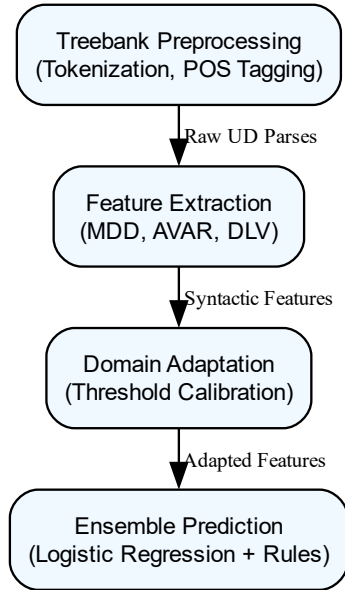 Treebank Preprocessing
(Tokenization, POS Tagging)
Raw UD Parses
Feature Extraction
(MDD, AVAR, DLV)
Syntactic Features
Domain Adaptation
(Threshold Calibration)
Adapted Features
Ensemble Prediction
(Logistic Regression + Rules)